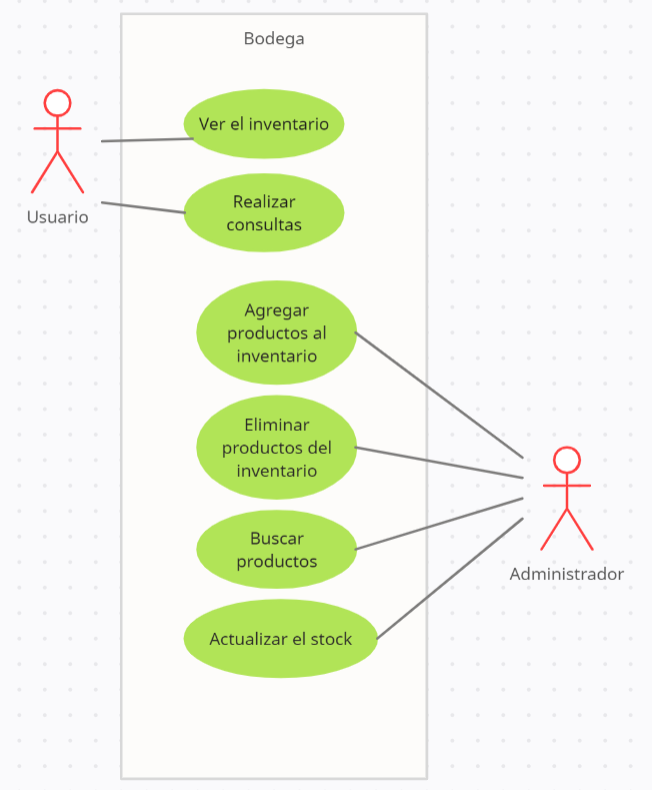 Bodega
Ver el inventario
Usuario
Realizar
consultas
Agregar
productos al
inventario
Eliminar
productos del
inventario
Buscar
productos
Administrador
Actualizar el stock